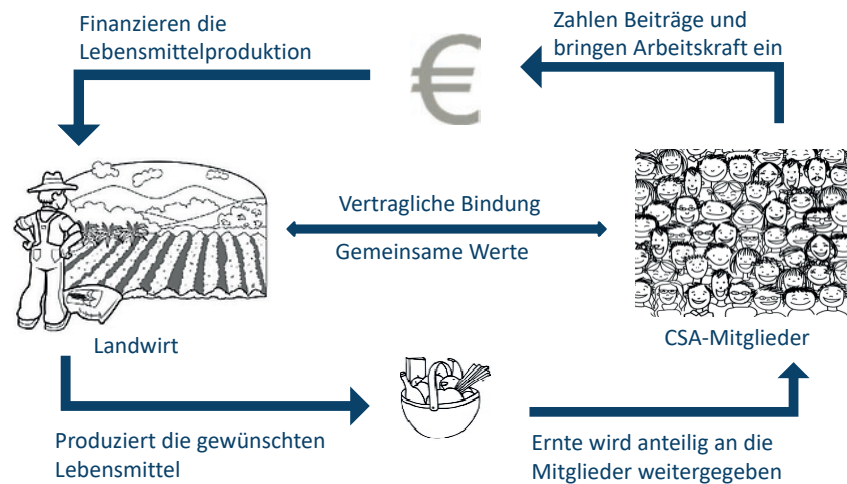 Finanzieren die
Lebensmittelproduktion
€
Zahlen Beiträge und
bringen Arbeitskraft ein
Vertragliche Bindung
Gemeinsame Werte
Landwirt
CSA-Mitglieder
Produziert die gewünschten
Lebensmittel
Ernte wird anteilig an die
Mitglieder weitergegeben